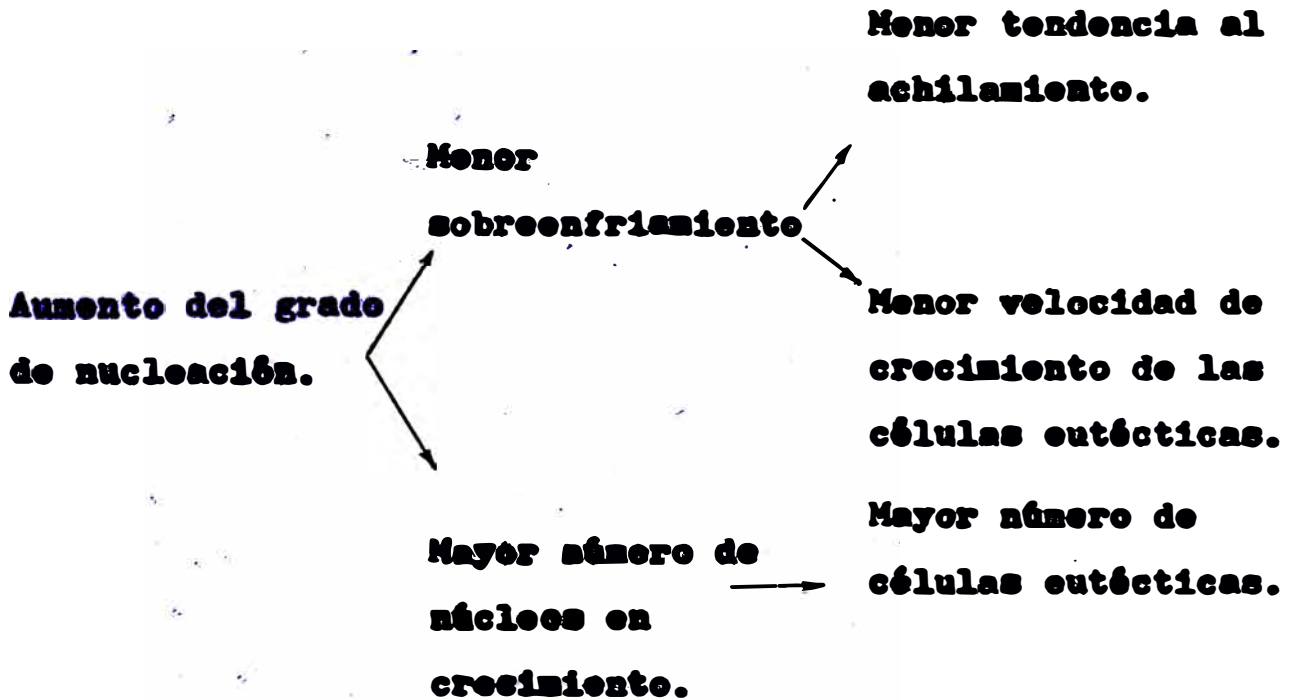 Menor tendencia al
achilamiento.
Menor
sobreenfriamiento
Aumento del grado
de nucleación.
Menor velocidad de
crecimiento de las
células eutécticas.
Mayor número de
núcleos en
crecimiento.
Mayor número de
células eutécticas.